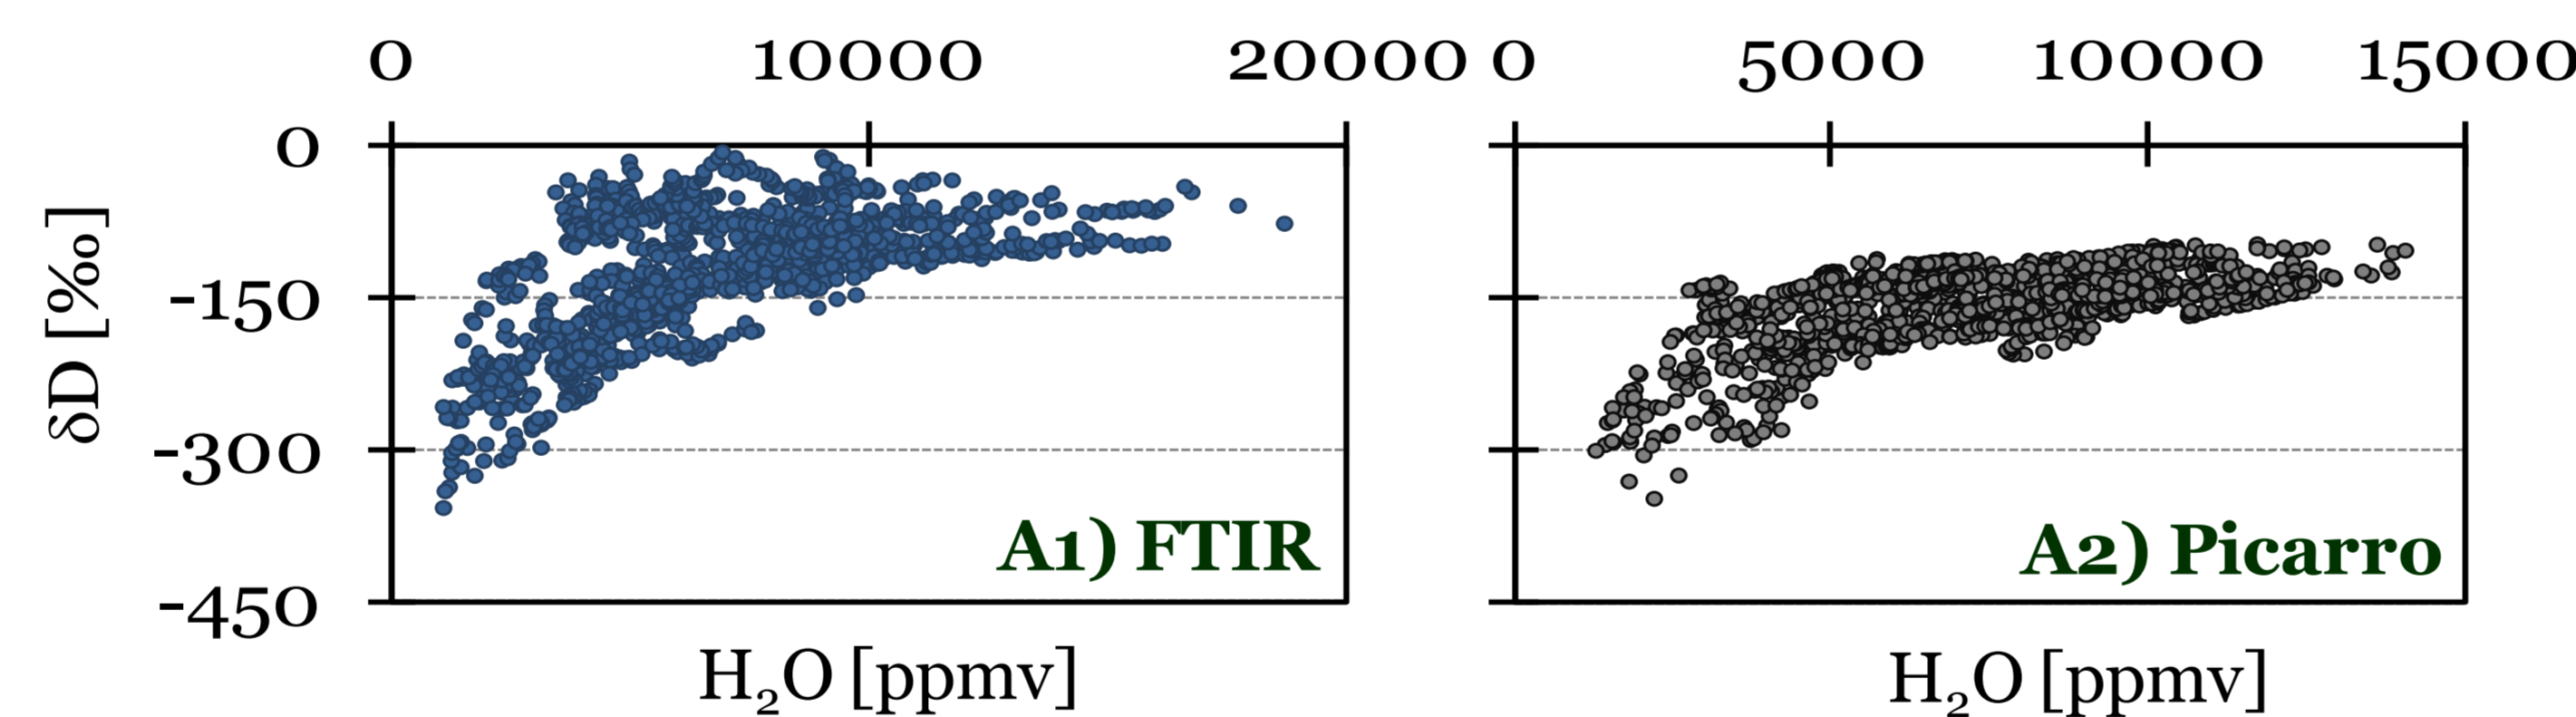 0 10000 20000 0 5000 10000 15000
0
-150
-300
-450
δD [‰]
A1) FTIR
A2) Picarro
H₂O [ppmv]
H₂O [ppmv]